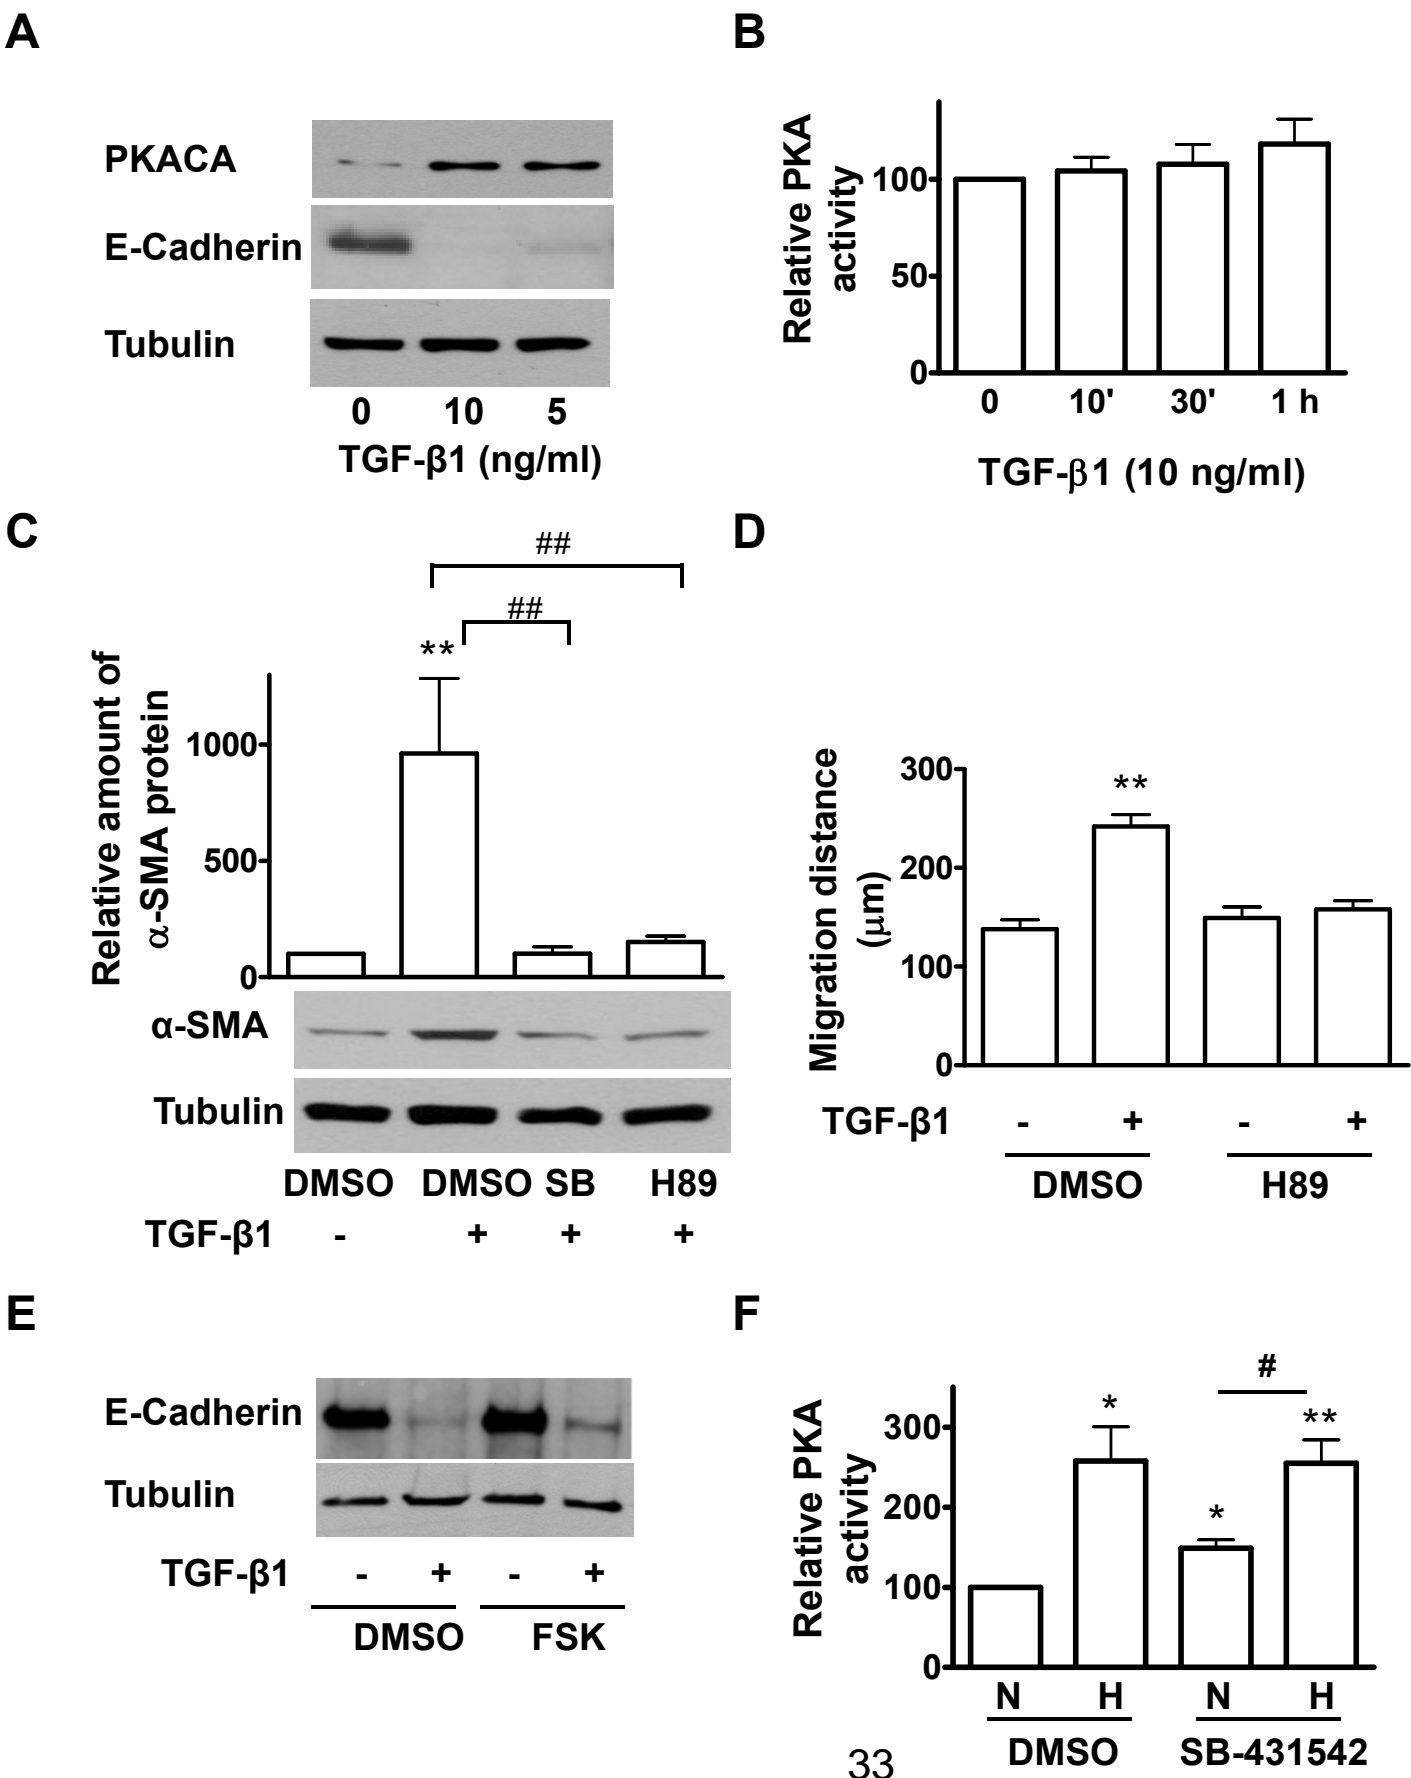 A
PKACA
E-Cadherin
Tubulin
0 10 5
TGF-β1 (ng/ml)
B
Relative PKA
activity
100
50
0
0 10' 30' 1 h
TGF-β1 (10 ng/ml)
C
##
##
**
Relative amount of
α-SMA protein
1000
500
0
α-SMA
Tubulin
DMSO DMSO SB H89
TGF-β1 - + + +
D
Migration distance
(μm)
300
200
100
0
**
TGF-β1 - + - +
DMSO H89
E
E-Cadherin
Tubulin
TGF-β1 - + - +
DMSO FSK
F
Relative PKA
activity
300
200
100
0
*
*
#
**
N H N H
DMSO SB-431542
33